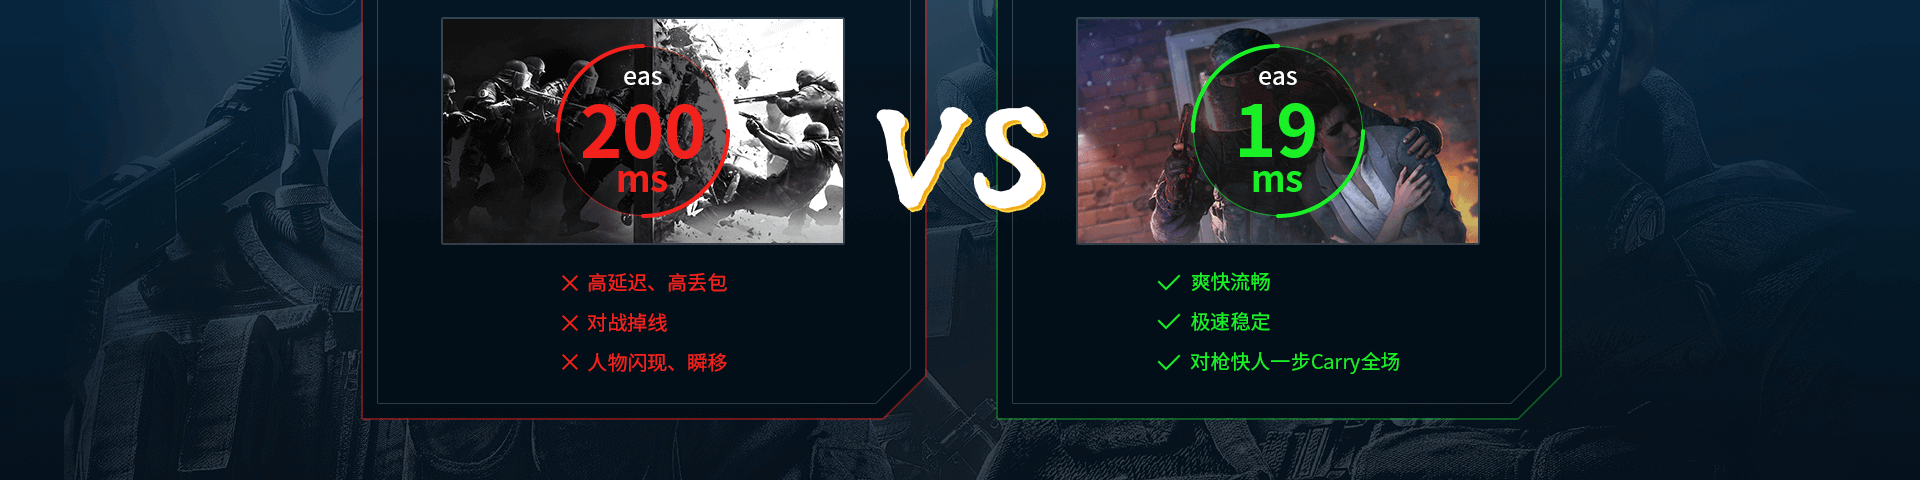 eas
200
ms
高延迟、高丢包
对战掉线
人物闪现、瞬移
VS
eas
19
ms
爽快流畅
极速稳定
对枪快人一步Carry全场